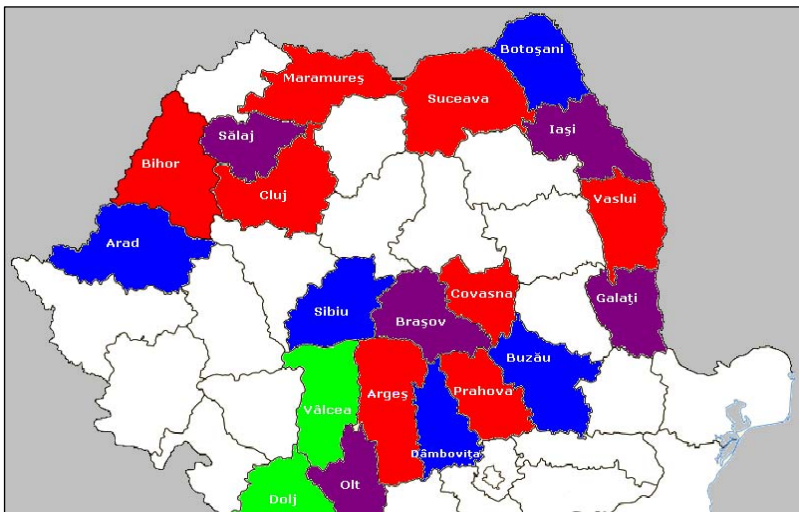 Botoşani
Maramureş
Suceava
Iaşi
Sălaj
Bihor
Cluj
Vaslui
Arad
Covasna
Galaţi
Sibiu
Braşov
Buzău
Argeş
Prahova
Vâlcea
Dâmboviţa
Olt
Dolj